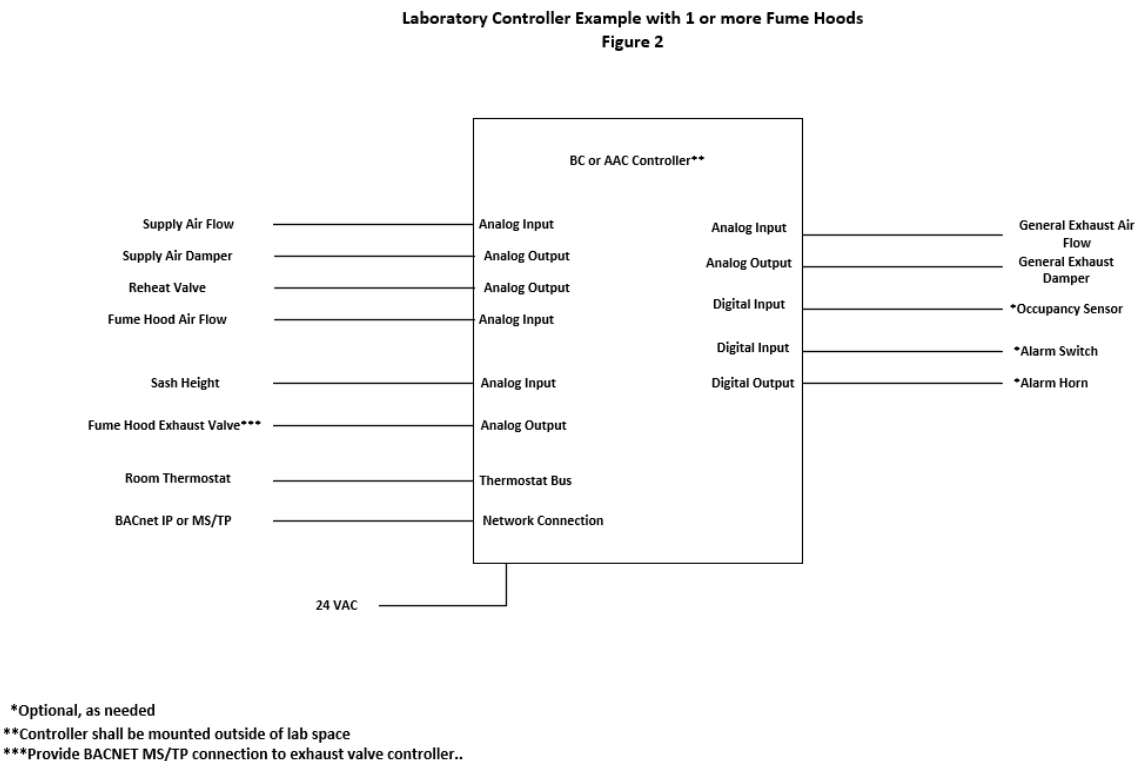 Laboratory Controller Example with 1 or more Fume Hoods
Figure 2
BC or AAC Controller**
Supply Air Flow
Analog Input
Supply Air Damper
Analog Output
Reheat Valve
Analog Output
Fume Hood Air Flow
Analog Input
Sash Height
Analog Input
Fume Hood Exhaust Valve***
Analog Output
Room Thermostat
Thermostat Bus
BACnet IP or MS/TP
Network Connection
24 VAC
Analog Input
General Exhaust Air
Flow
Analog Output
General Exhaust
Damper
Digital Input
*Occupancy Sensor
Digital Input
*Alarm Switch
Digital Output
*Alarm Horn
*Optional, as needed
**Controller shall be mounted outside of lab space
***Provide BACNET MS/TP connection to exhaust valve controller..